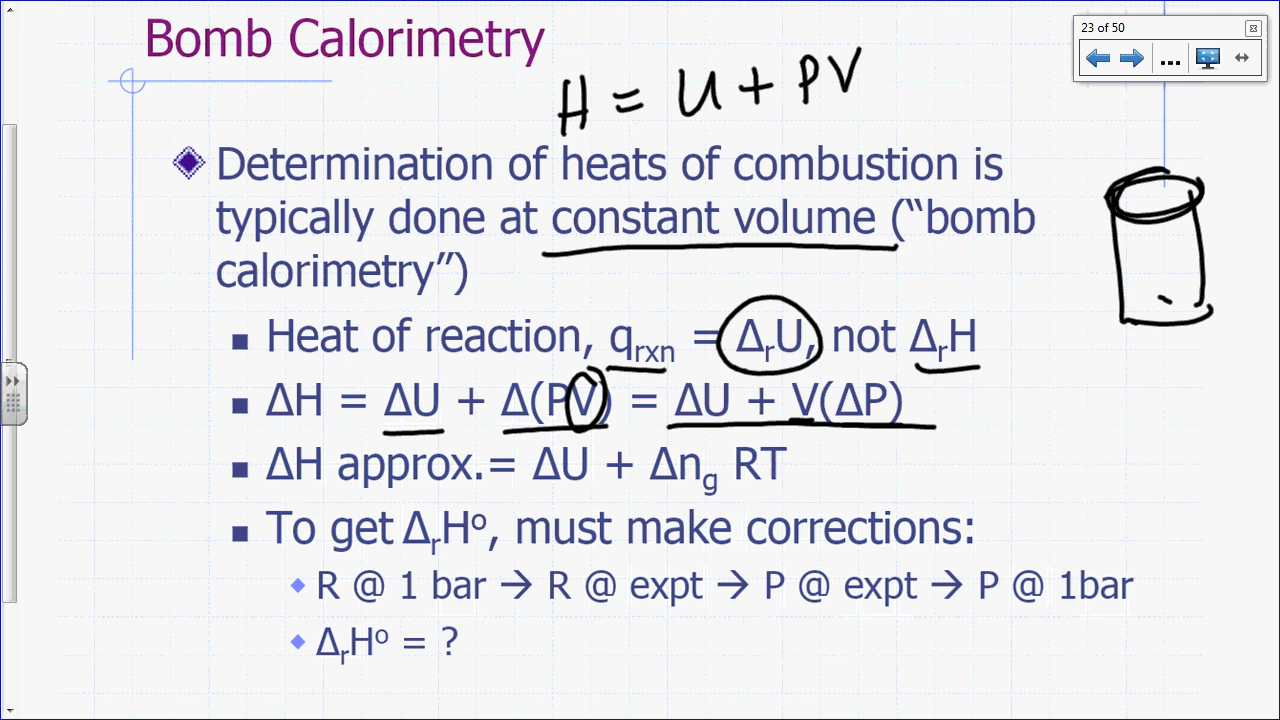 Bomb Calorimetry
23 of 50
H = U + PV
Determination of heats of combustion is
typically done at constant volume (“bomb
calorimetry”)
Heat of reaction, qrxn = ΔrU, not ΔrH
ΔH = ΔU + Δ(PV) = ΔU + V(ΔP)
ΔH approx.= ΔU + Δng RT
To get ΔrHº, must make corrections:
R @ 1 bar → R @ expt → P @ expt → P @ 1bar
ΔrHº = ?